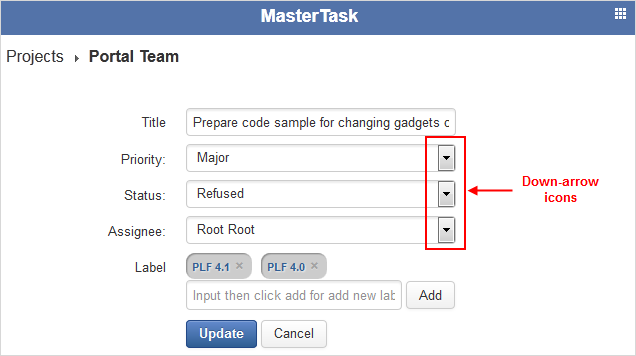 MasterTask
Projects ▸ Portal Team
Title Prepare code sample for changing gadgets c
Priority: Major
Status: Refused
Assignee: Root Root
Down-arrow
icons
Label PLF 4.1 × PLF 4.0 ×
Input then click add for add new lab Add
Update Cancel